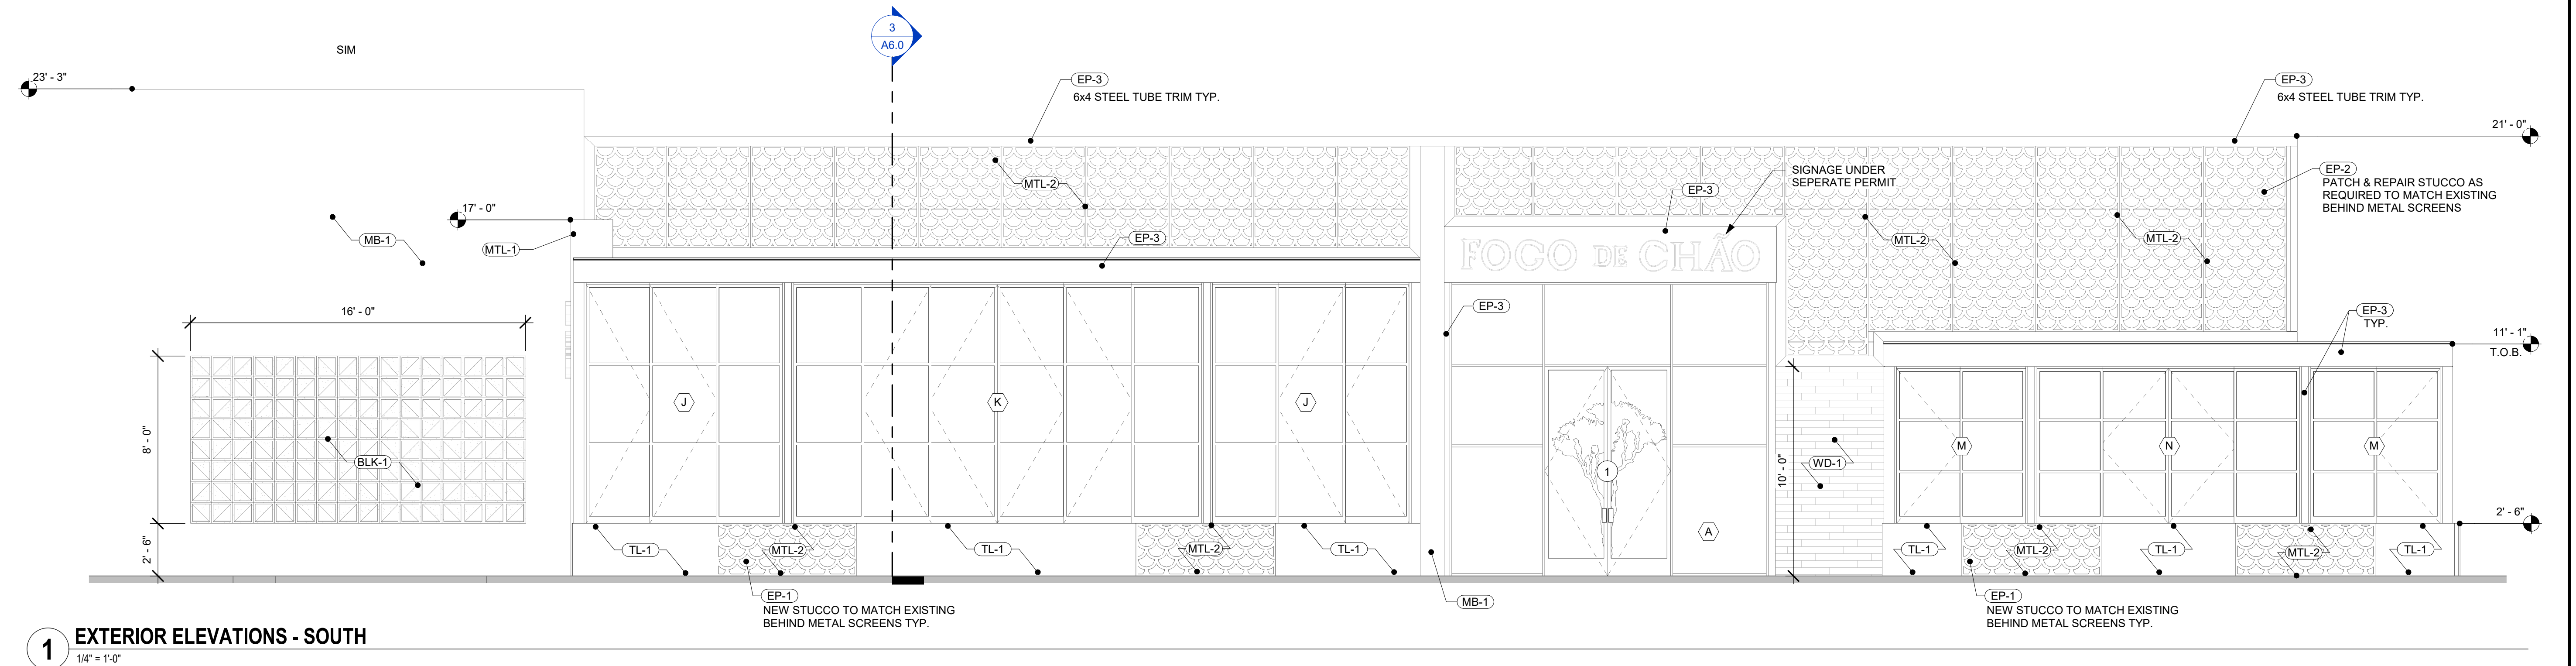 3
A6.0
SIM
23' - 3"
EP-3
6x4 STEEL TUBE TRIM TYP.
EP-3
6x4 STEEL TUBE TRIM TYP.
21' - 0"
MTL-2
EP-3
SIGNAGE UNDER
SEPERATE PERMIT
EP-2
PATCH & REPAIR STUCCO AS
REQUIRED TO MATCH EXISTING
BEHIND METAL SCREENS
17' - 0"
MB-1
MTL-1
EP-3
MTL-2
MTL-2
FOGO DE CHÃO
16' - 0"
EP-3
EP-3
TYP.
11' - 1"
T.O.B.
8' - 0"
J
K
J
BLK-1
1
A
10' - 0"
WD-1
M
N
M
2' - 6"
2' - 6"
TL-1
MTL-2
TL-1
MTL-2
TL-1
TL-1
MTL-2
TL-1
MTL-2
TL-1
EP-1
NEW STUCCO TO MATCH EXISTING
BEHIND METAL SCREENS TYP.
MB-1
EP-1
NEW STUCCO TO MATCH EXISTING
BEHIND METAL SCREENS TYP.
1
EXTERIOR ELEVATIONS - SOUTH
1/4" = 1'-0"